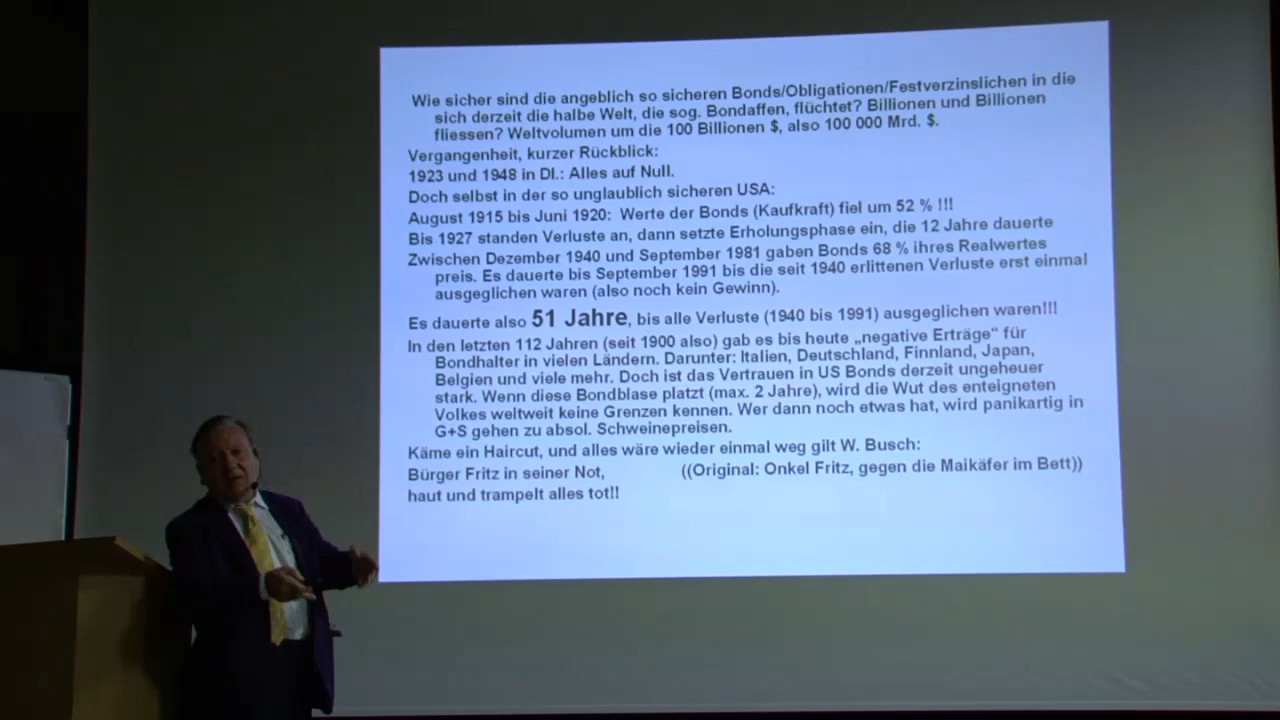 Wie sicher sind die angeblich so sicheren Bonds/Obligationen/Festverzinslichen in die
sich derzeit die halbe Welt, die sog. Bondaffen, flüchtet? Billionen und Billionen
fliessen? Weltvolumen um die 100 Billionen $, also 100 000 Mrd. $.
Vergangenheit, kurzer Rückblick:
1923 und 1948 in Dl.: Alles auf Null.
Doch selbst in der so unglaublich sicheren USA:
August 1915 bis Juni 1920: Werte der Bonds (Kaufkraft) fiel um 52 % !!!
Bis 1927 standen Verluste an, dann setzte Erholungsphase ein, die 12 Jahre dauerte
Zwischen Dezember 1940 und September 1981 gaben Bonds 68 % ihres Realwertes
preis. Es dauerte bis September 1991 bis die seit 1940 erlittenen Verluste erst einmal
ausgeglichen waren (also noch kein Gewinn).
Es dauerte also 51 Jahre, bis alle Verluste (1940 bis 1991) ausgeglichen waren!!!
In den letzten 112 Jahren (seit 1900 also) gab es bis heute „negative Erträge“ für
Bondhalter in vielen Ländern. Darunter: Italien, Deutschland, Finnland, Japan,
Belgien und viele mehr. Doch ist das Vertrauen in US Bonds derzeit ungeheuer
stark. Wenn diese Bondblase platzt (max. 2 Jahre), wird die Wut des enteigneten
Volkes weltweit keine Grenzen kennen. Wer dann noch etwas hat, wird panikartig in
G+S gehen zu absol. Schweinepreisen.
Käme ein Haircut, und alles wäre wieder einmal weg gilt W. Busch:
Bürger Fritz in seiner Not, ((Original: Onkel Fritz, gegen die Maikäfer im Bett))
haut und trampelt alles tot!!